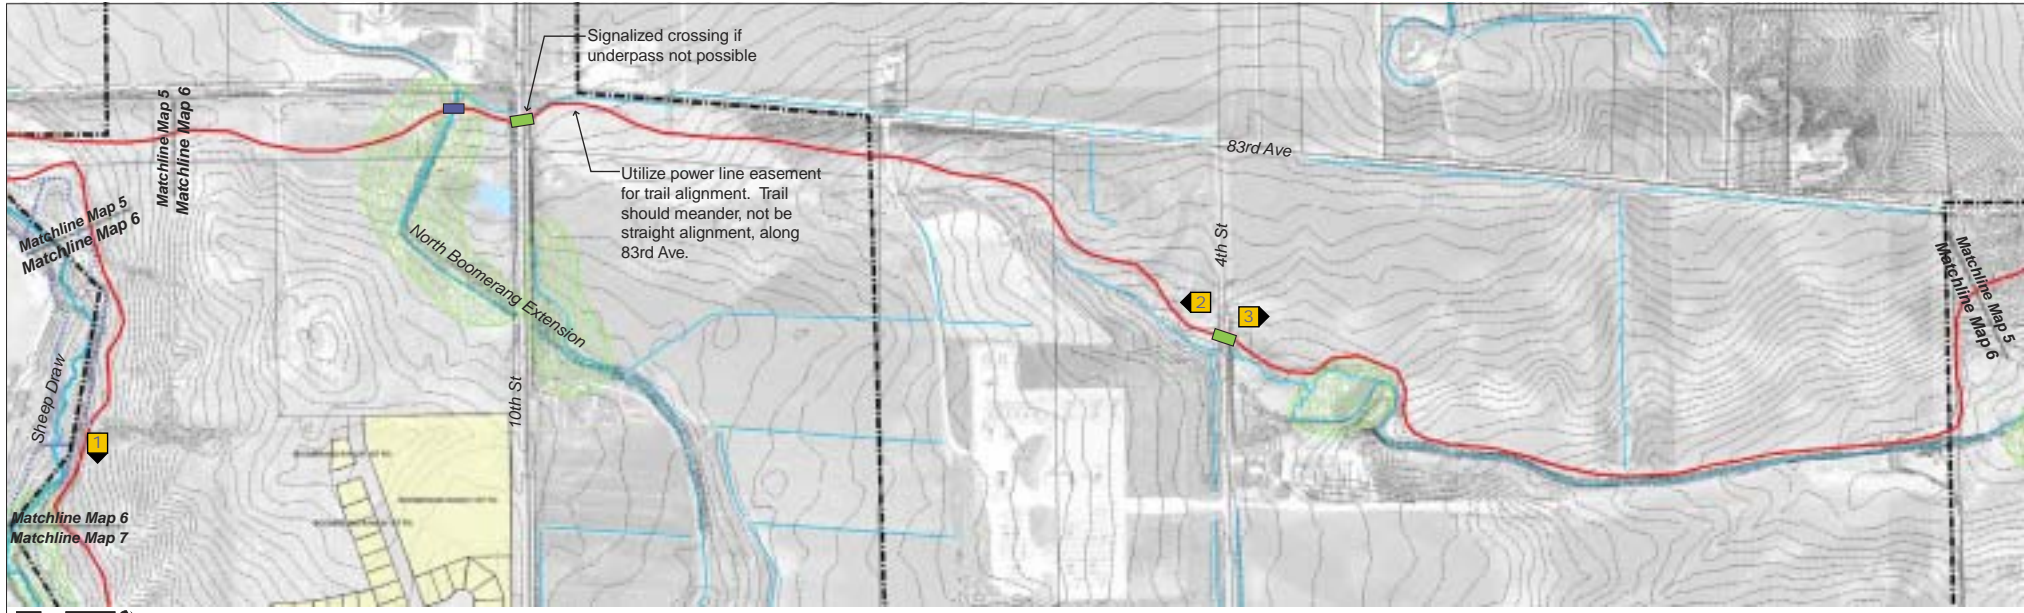 Signalized crossing if
underpass not possible
Matchline Map 5
Matchline Map 6
83rd Ave
Utilize power line easement
for trail alignment. Trail
should meander, not be
straight alignment, along
83rd Ave.
Matchline Map 5
Matchline Map 6
North Boomerang Extension
4th St
Matchline Map 5
Matchline Map 6
2
3
Sheep Draw
10th St
1
Matchline Map 6
Matchline Map 7